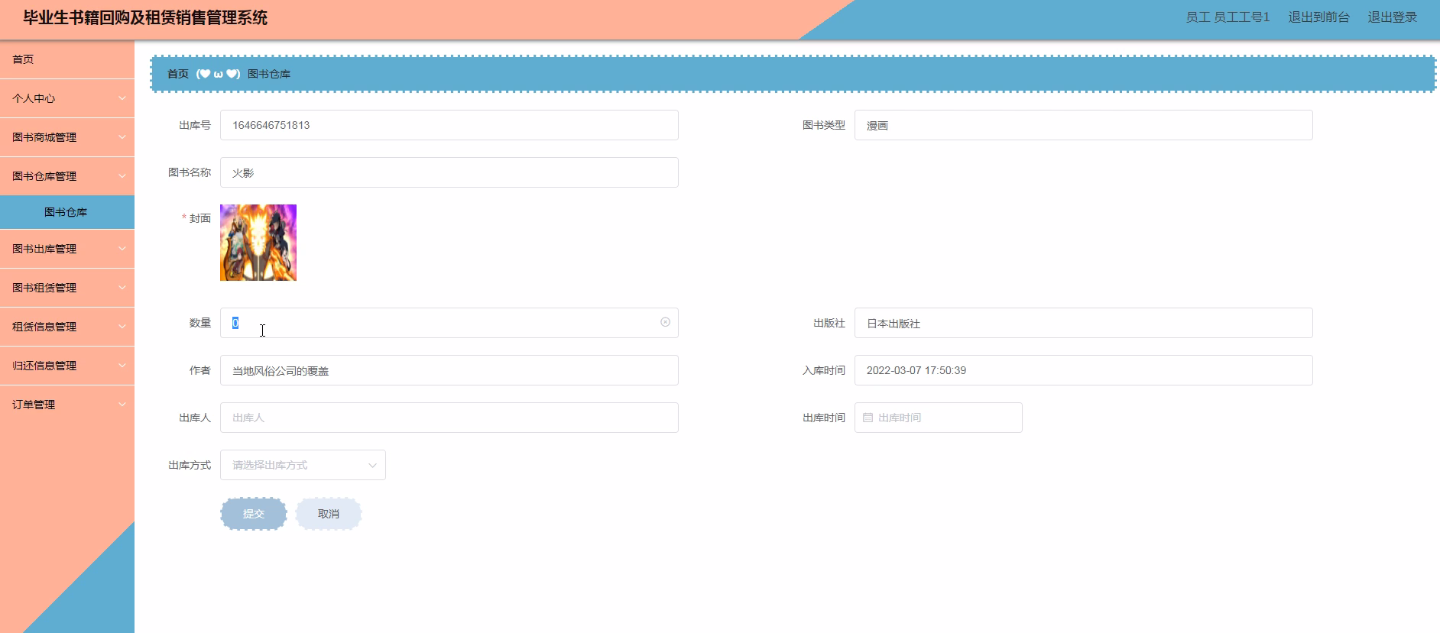 毕业生书籍回购及租赁销售管理系统
员工 员工工号1 退出到前台 退出登录
首页
个人中心
图书商城管理
图书仓库管理
图书仓库
图书出库管理
图书租赁管理
租赁信息管理
归还信息管理
订单管理
首页 (♥ω♥) 图书仓库
出库号 1646646751813 图书类型 漫画
图书名称 火影
* 封面
数量 0 出版社 日本出版社
作者 当地风俗公司的覆盖 入库时间 2022-03-07 17:50:39
出库人 出库人 出库时间 出库时间
出库方式 请选择出库方式
提交 取消